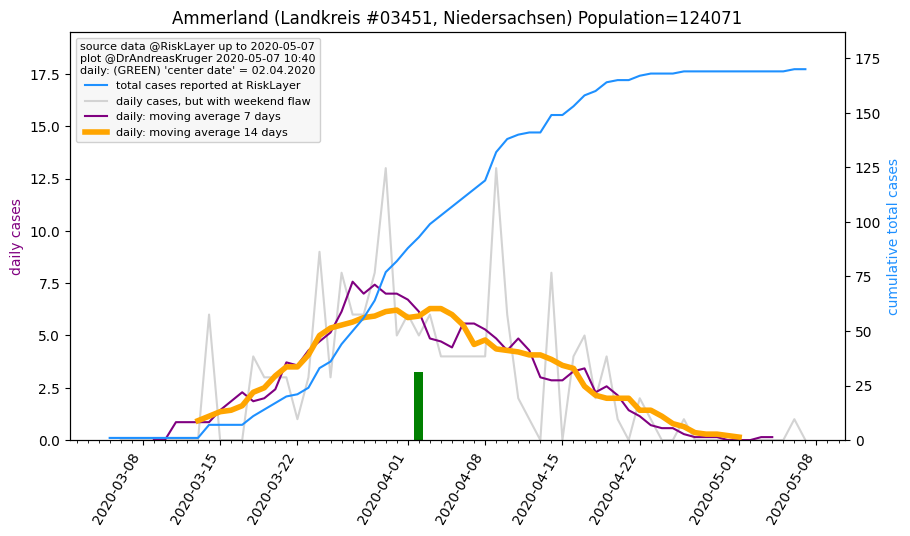 Ammerland (Landkreis #03451, Niedersachsen) Population=124071
source data @RiskLayer up to 2020-05-07
plot @DrAndreasKruger 2020-05-07 10:40
daily: (GREEN) 'center date' = 02.04.2020
total cases reported at RiskLayer
daily cases, but with weekend flaw
daily: moving average 7 days
daily: moving average 14 days
daily cases
17.5
15.0
12.5
10.0
7.5
5.0
2.5
0.0
175
150
125
100
75
50
25
0
cumulative total cases
2020-03-08
2020-03-15
2020-03-22
2020-04-01
2020-04-08
2020-04-15
2020-04-22
2020-05-01
2020-05-08